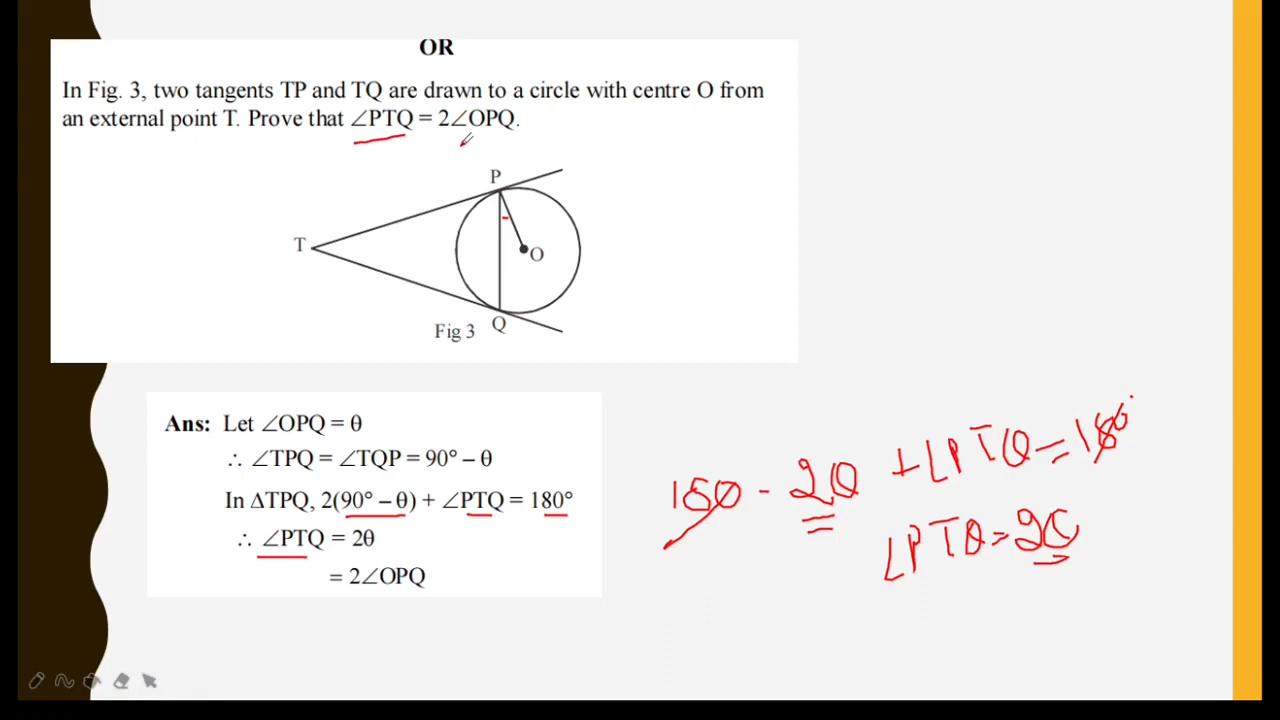 OR
In Fig. 3, two tangents TP and TQ are drawn to a circle with centre O from
an external point T. Prove that ∠PTQ = 2∠OPQ.
P
T
O
Q
Fig 3
Ans: Let ∠OPQ = θ
∴ ∠TPQ = ∠TQP = 90° – θ
In ΔTPQ, 2(90° – θ) + ∠PTQ = 180°
∴ ∠PTQ = 2θ
= 2∠OPQ
180 - 2θ + ∠PTQ = 180°
∠PTQ = 2θ